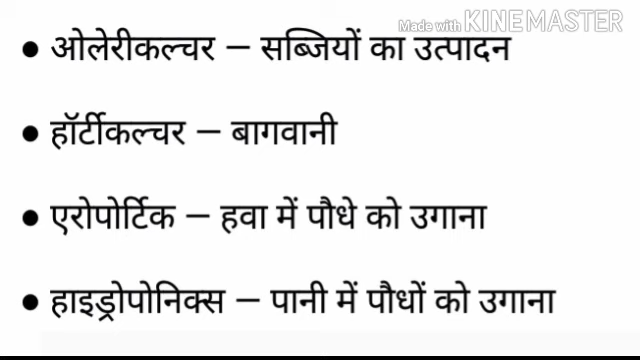 Made with KINEMASTER
● ओलेरीकल्चर – सब्जियों का उत्पादन
● हॉर्टीकल्चर – बागवानी
● एरोपोर्टिक – हवा में पौधे को उगाना
● हाइड्रोपोनिक्स – पानी में पौधों को उगाना